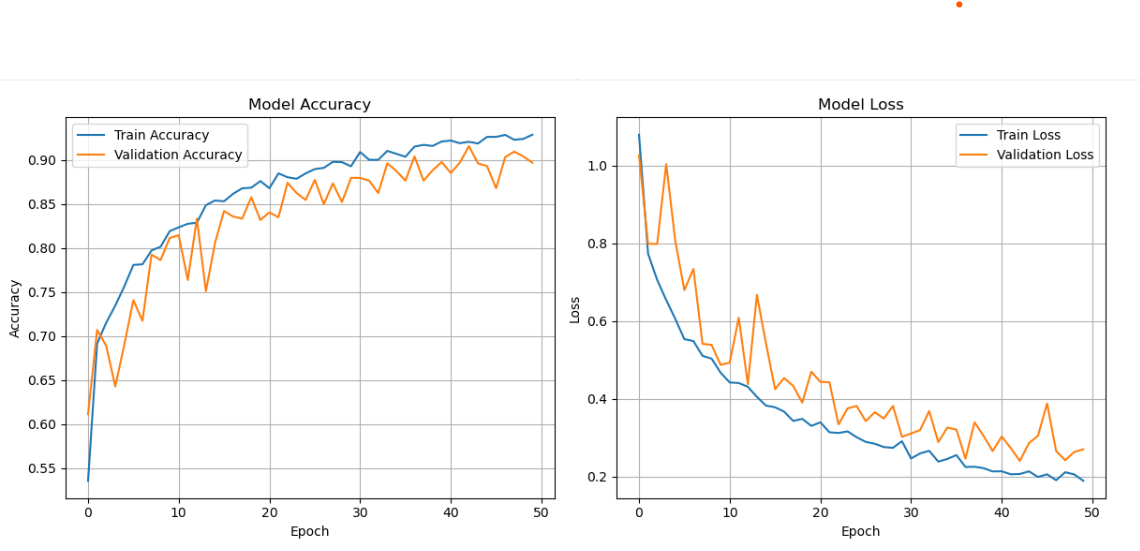 Model Accuracy
Train Accuracy
Validation Accuracy
0.90
0.85
0.80
0.75
0.70
0.65
0.60
0.55
Accuracy
0 10 20 30 40 50
Epoch
Model Loss
Train Loss
Validation Loss
1.0
0.8
0.6
0.4
0.2
Loss
0 10 20 30 40 50
Epoch